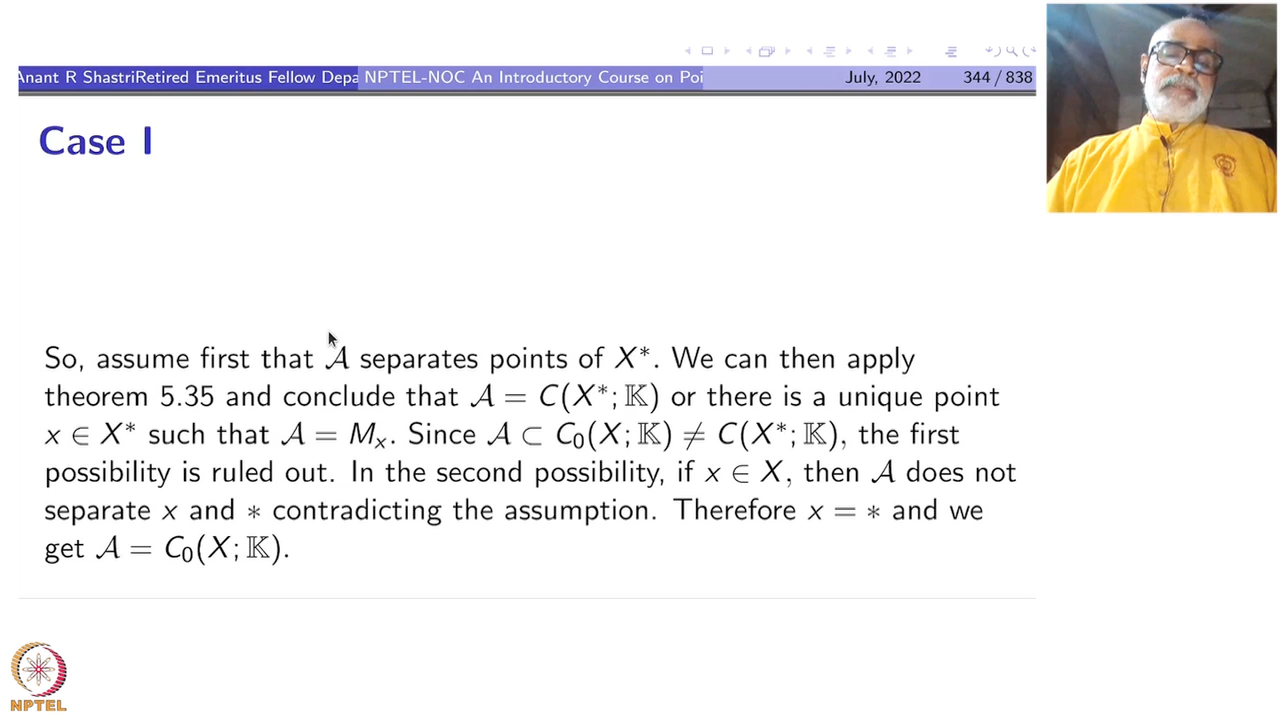 Anant R Shastri Retired Emeritus Fellow Depa NPTEL-NOC An Introductory Course on Poi July, 2022 344 / 838
Case I
So, assume first that 𝒜 separates points of X*. We can then apply
theorem 5.35 and conclude that 𝒜 = C(X*; 𝕂) or there is a unique point
x ∈ X* such that 𝒜 = Mₓ. Since 𝒜 ⊂ C₀(X; 𝕂) ≠ C(X*; 𝕂), the first
possibility is ruled out. In the second possibility, if x ∈ X, then 𝒜 does not
separate x and * contradicting the assumption. Therefore x = * and we
get 𝒜 = C₀(X; 𝕂).
NPTEL